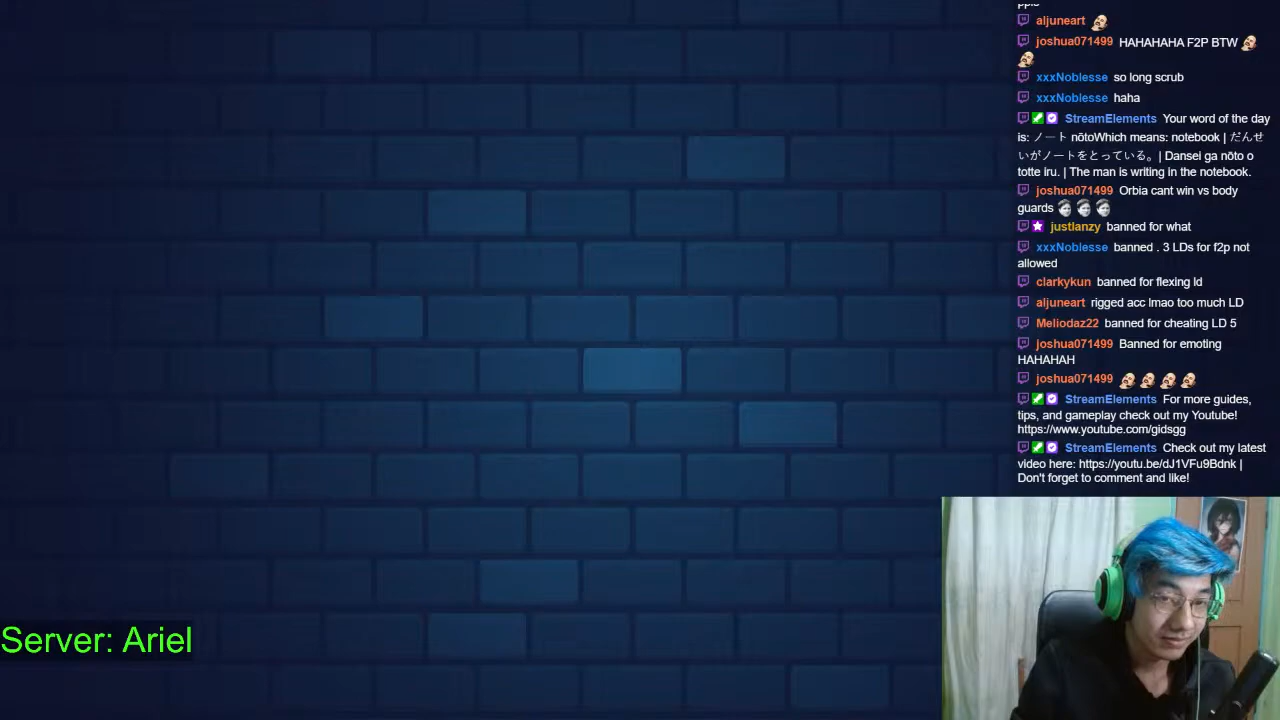 aljuneart
joshua071499 HAHAHAHA F2P BTW
xxxNoblesse so long scrub
xxxNoblesse haha
StreamElements Your word of the day
is: ノート nōtoWhich means: notebook | だんせ
いがノートをとっている。 | Dansei ga nōto o
totte iru. | The man is writing in the notebook.
joshua071499 Orbia cant win vs body
guards
justlanzy banned for what
xxxNoblesse banned . 3 LDs for f2p not
allowed
clarkykun banned for flexing ld
aljuneart rigged acc lmao too much LD
Meliodaz22 banned for cheating LD 5
joshua071499 Banned for emoting
HAHAHAH
joshua071499
StreamElements For more guides,
tips, and gameplay check out my Youtube!
https://www.youtube.com/gidsgg
StreamElements Check out my latest
video here: https://youtu.be/dJ1VFu9Bdnk |
Don't forget to comment and like!
Server: Ariel